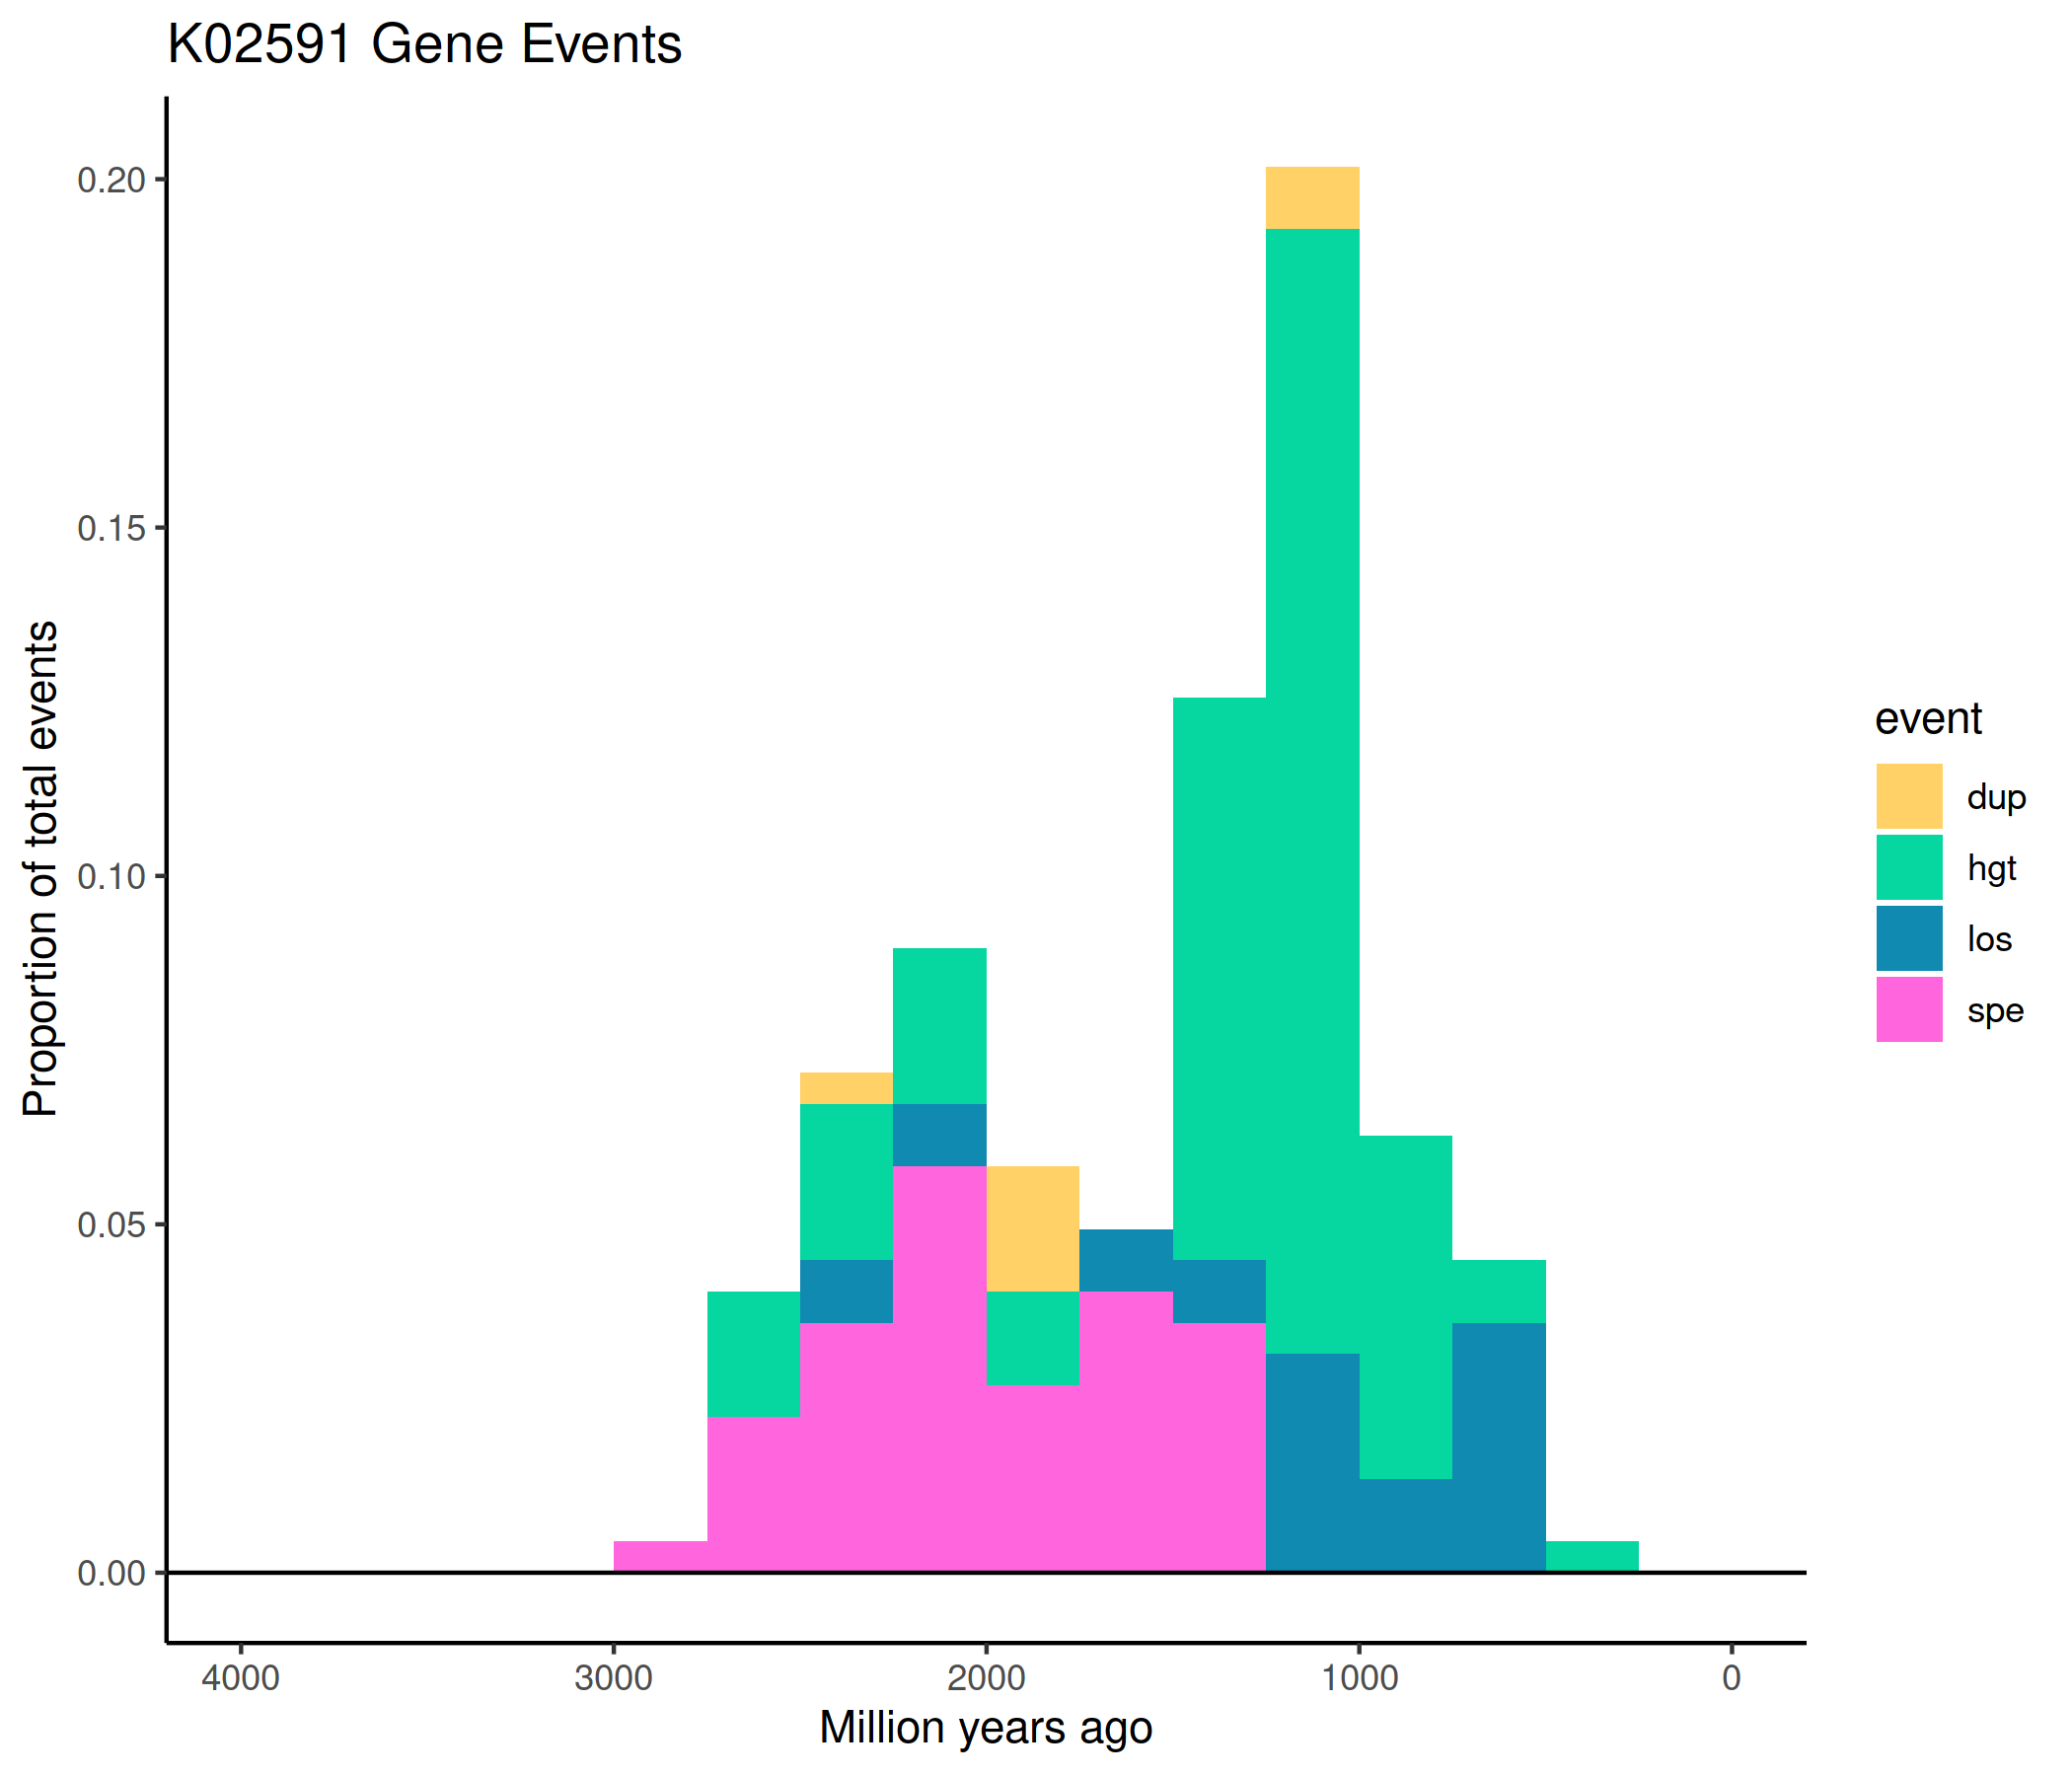 K02591 Gene Events
Proportion of total events
0.20
0.15
0.10
0.05
0.00
4000 3000 2000 1000 0
Million years ago
event
dup
hgt
los
spe